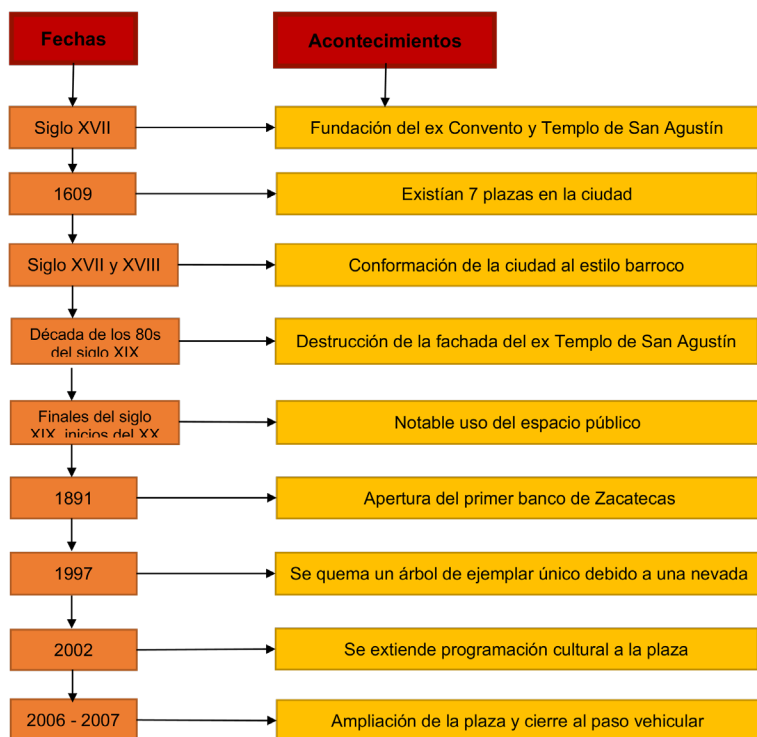 Fechas
Acontecimientos
Siglo XVII
Fundación del ex Convento y Templo de San Agustín
1609
Existían 7 plazas en la ciudad
Siglo XVII y XVIII
Conformación de la ciudad al estilo barroco
Década de los 80s
del siglo XIX
Destrucción de la fachada del ex Templo de San Agustín
Finales del siglo
XIX, inicios del XX
Notable uso del espacio público
1891
Apertura del primer banco de Zacatecas
1997
Se quema un árbol de ejemplar único debido a una nevada
2002
Se extiende programación cultural a la plaza
2006 - 2007
Ampliación de la plaza y cierre al paso vehicular